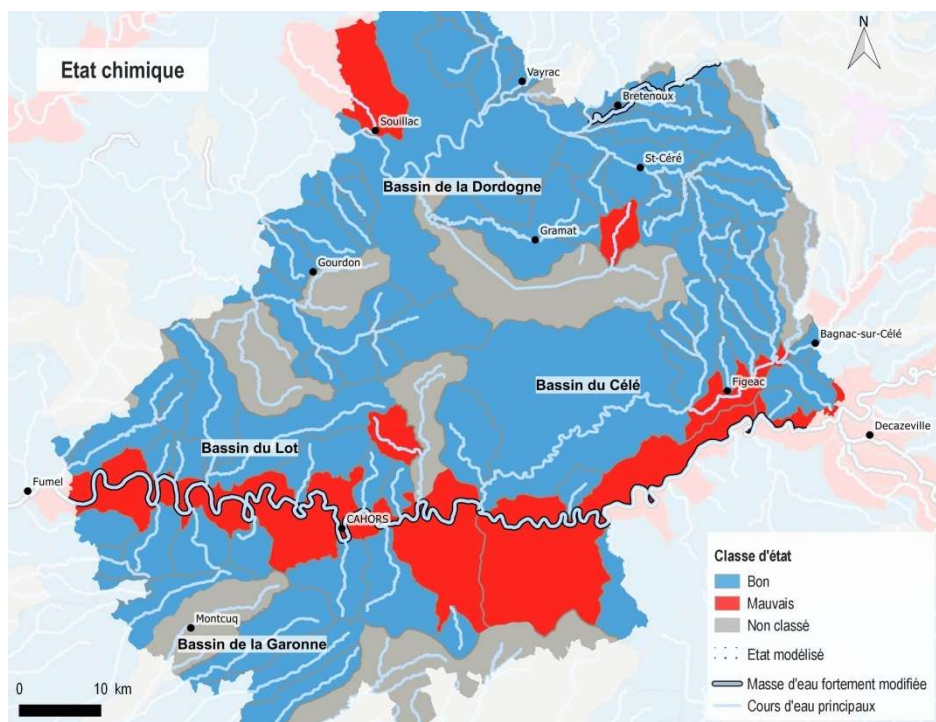 Etat chimique
N
Vayrac
Bretenoux
Souillac
St-Céré
Bassin de la Dordogne
Gramat
Gourdon
Bagnac-sur-Célé
Bassin du Célé
Figeac
Decazeville
Bassin du Lot
Fumel
CAHORS
Montcuq
Bassin de la Garonne
0 10 km
Classe d'état
Bon
Mauvais
Non classé
Etat modélisé
Masse d'eau fortement modifiée
Cours d'eau principaux